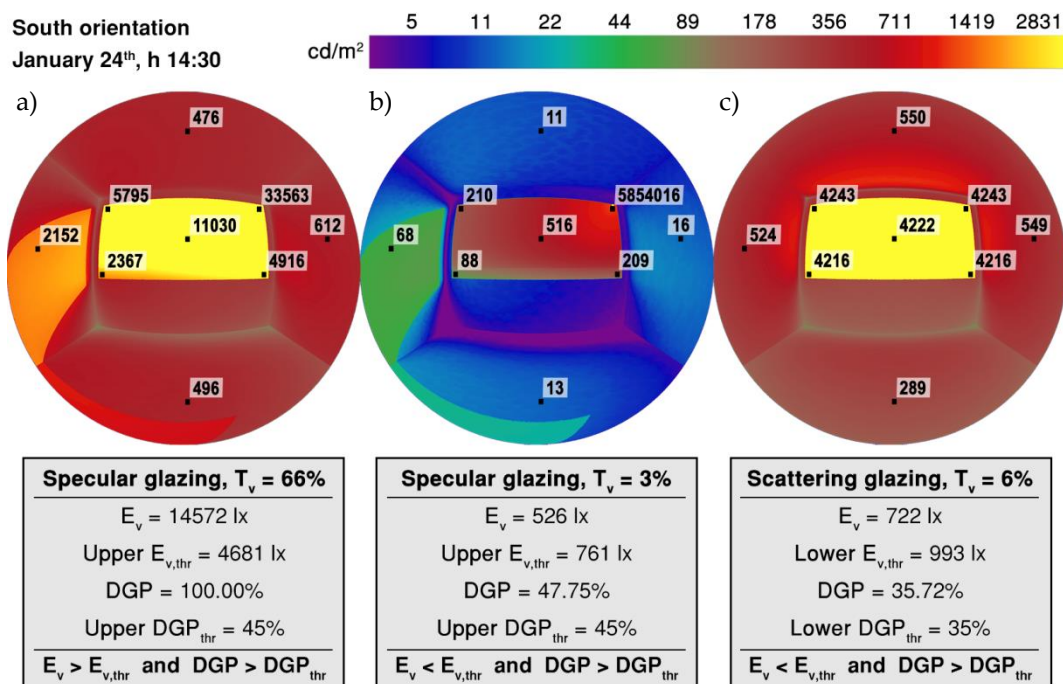 South orientation
January 24th, h 14:30
cd/m2 5 11 22 44 89 178 356 711 1419 2831
a)
476
5795
33563
2152
11030
612
2367
4916
496
b)
11
210
5854016
68
516
16
88
209
13
c)
550
4243
4243
524
4222
549
4216
4216
289
Specular glazing, Tv = 66%
Ev = 14572 lx
Upper Ev,thr = 4681 lx
DGP = 100.00%
Upper DGPthr = 45%
Ev > Ev,thr and DGP > DGPthr
Specular glazing, Tv = 3%
Ev = 526 lx
Upper Ev,thr = 761 lx
DGP = 47.75%
Upper DGPthr = 45%
Ev < Ev,thr and DGP > DGPthr
Scattering glazing, Tv = 6%
Ev = 722 lx
Lower Ev,thr = 993 lx
DGP = 35.72%
Lower DGPthr = 35%
Ev < Ev,thr and DGP > DGPthr